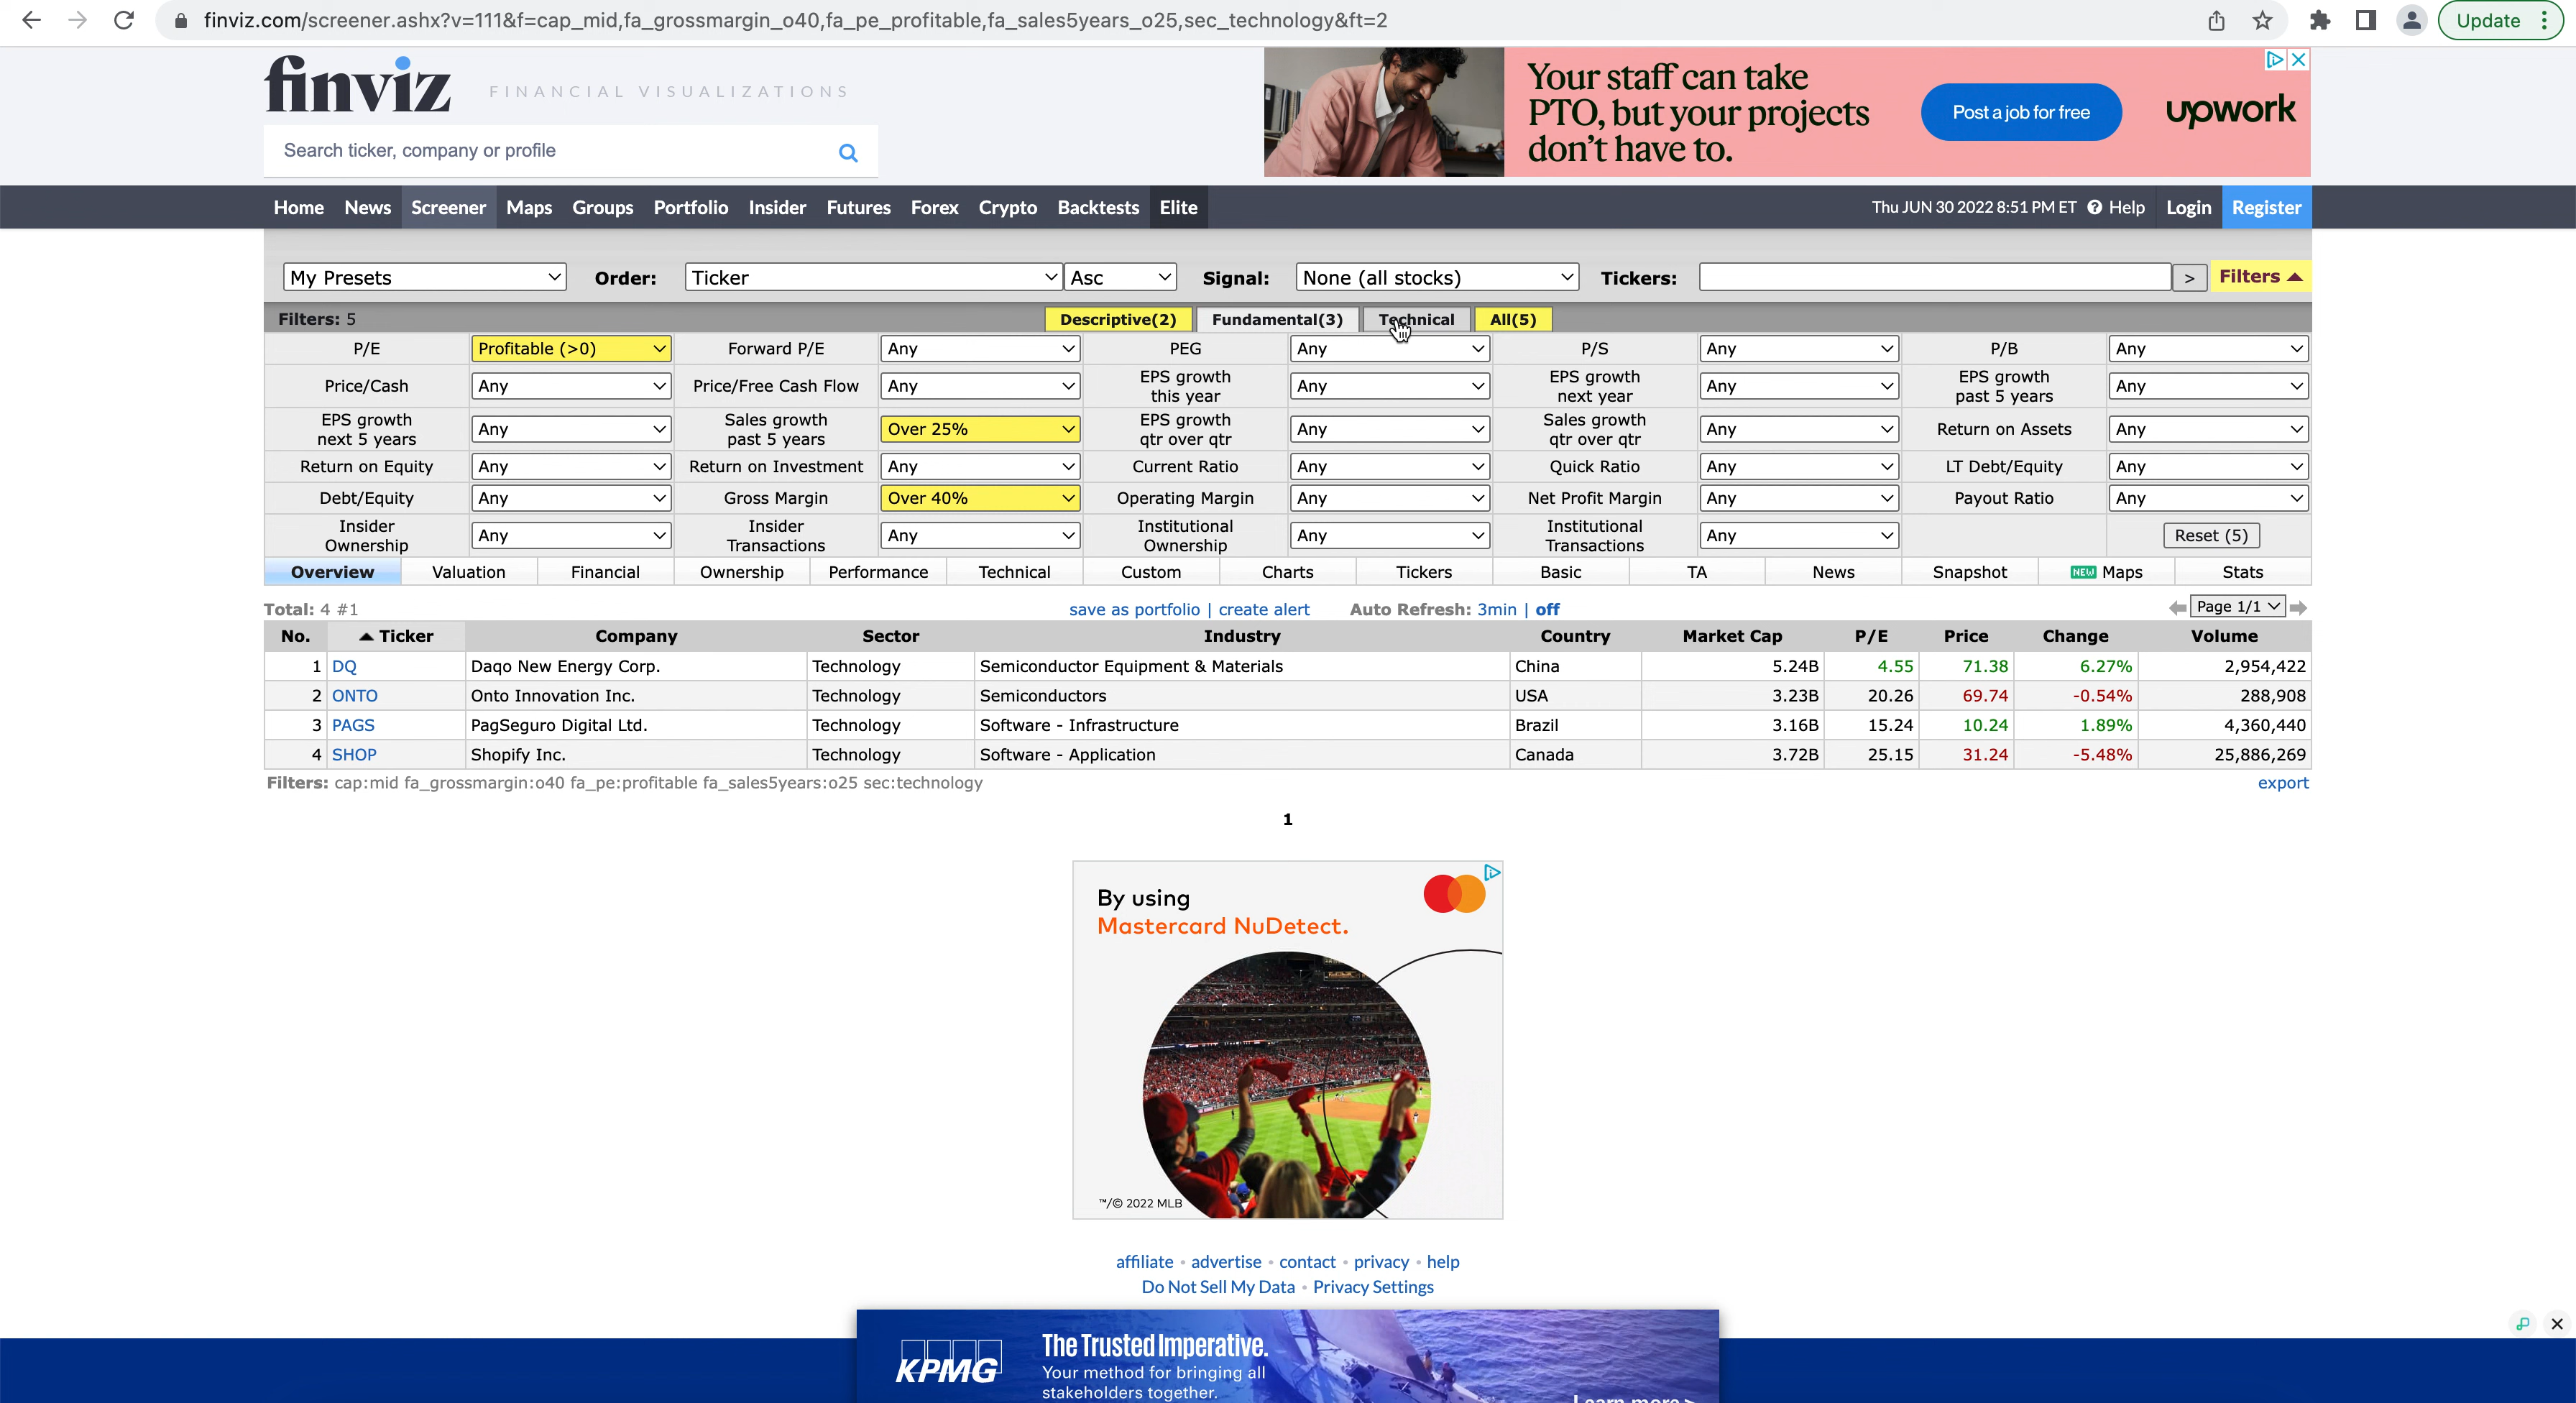 finviz.com/screener.ashx?v=111&f=cap_mid,fa_grossmargin_o40,fa_pe_profitable,fa_sales5years_o25,sec_technology&ft=2
Update
finviz
FINANCIAL VISUALIZATIONS
Search ticker, company or profile
Your staff can take
PTO, but your projects
don't have to.
Post a job for free
upwork
Home News Screener Maps Groups Portfolio Insider Futures Forex Crypto Backtests Elite
Thu JUN 30 2022 8:51 PM ET Help Login Register
My Presets Order: Ticker Asc Signal: None (all stocks) Tickers: > Filters
Filters: 5 Descriptive(2) Fundamental(3) Technical All(5)
P/E Profitable (>0) Forward P/E Any PEG Any P/S Any P/B Any
Price/Cash Any Price/Free Cash Flow Any EPS growth this year Any EPS growth next year Any EPS growth past 5 years Any
EPS growth next 5 years Any Sales growth past 5 years Over 25% EPS growth qtr over qtr Any Sales growth qtr over qtr Any Return on Assets Any
Return on Equity Any Return on Investment Any Current Ratio Any Quick Ratio Any LT Debt/Equity Any
Debt/Equity Any Gross Margin Over 40% Operating Margin Any Net Profit Margin Any Payout Ratio Any
Insider Ownership Any Insider Transactions Any Institutional Ownership Any Institutional Transactions Any Reset (5)
Overview Valuation Financial Ownership Performance Technical Custom Charts Tickers Basic TA News Snapshot NEW Maps Stats
Total: 4 #1 save as portfolio | create alert Auto Refresh: 3min | off Page 1/1
No. Ticker Company Sector Industry Country Market Cap P/E Price Change Volume
1 DQ Daqo New Energy Corp. Technology Semiconductor Equipment & Materials China 5.24B 4.55 71.38 6.27% 2,954,422
2 ONTO Onto Innovation Inc. Technology Semiconductors USA 3.23B 20.26 69.74 -0.54% 288,908
3 PAGS PagSeguro Digital Ltd. Technology Software - Infrastructure Brazil 3.16B 15.24 10.24 1.89% 4,360,440
4 SHOP Shopify Inc. Technology Software - Application Canada 3.72B 25.15 31.24 -5.48% 25,886,269
Filters: cap:mid fa_grossmargin:o40 fa_pe:profitable fa_sales5years:o25 sec:technology export
1
By using
Mastercard NuDetect.
™/© 2022 MLB
affiliate • advertise • contact • privacy • help
Do Not Sell My Data • Privacy Settings
KPMG
The Trusted Imperative.
Your method for bringing all
stakeholders together.
Learn more >